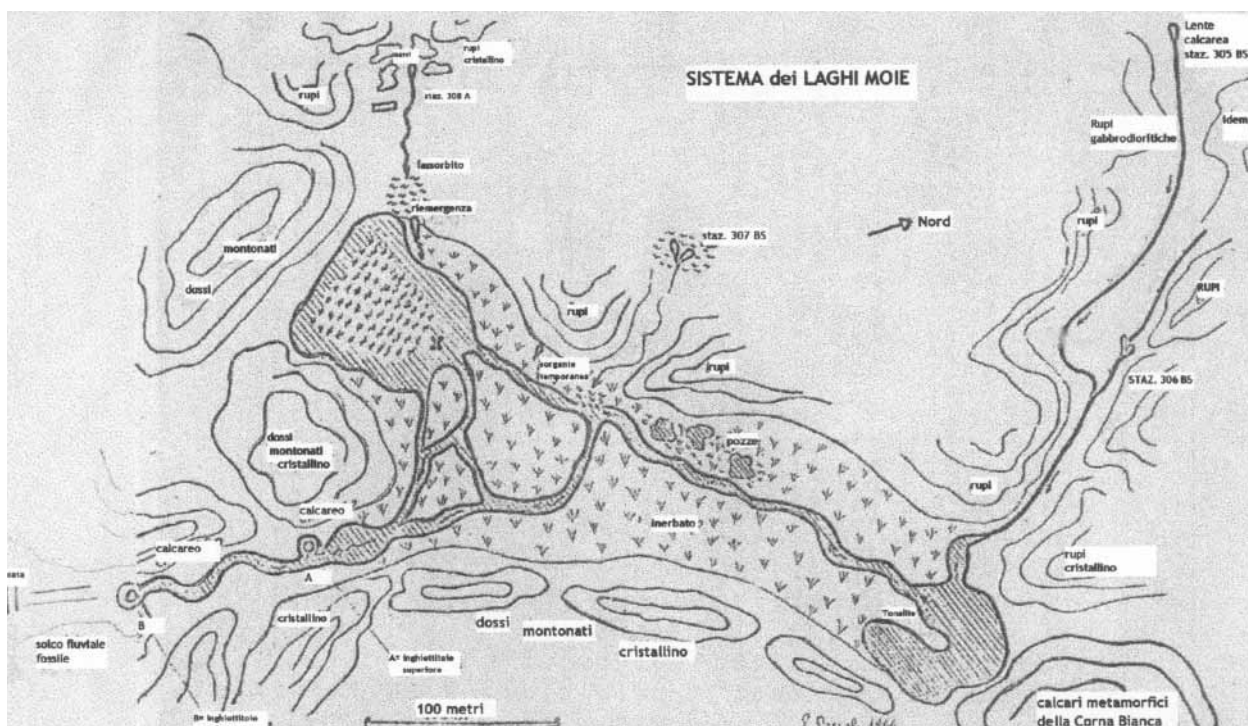 Lente
calcarea
staz. 305 BS
rupi
cristallino
SISTEMA dei LAGHI MOIE
rupi
staz. 308 A
Rupi
gabbrodioritiche
idem
riemergenza
Nord
staz. 307 BS
rupi
montonati
dossi
RUPI
rupi
sorgente
temporanea
rupi
STAZ. 306 BS
dossi
montonati
cristallino
pozze
rupi
calcareo
inerbato
calcareo
rupi
cristallino
A
B
cristallino
dossi
montonati
cristallino
Tonalite
solco fluviale
fossile
A= inghiottitoio
superiore
B= inghiottitoio
100 metri
calcari metamorfici
della Corna Bianca